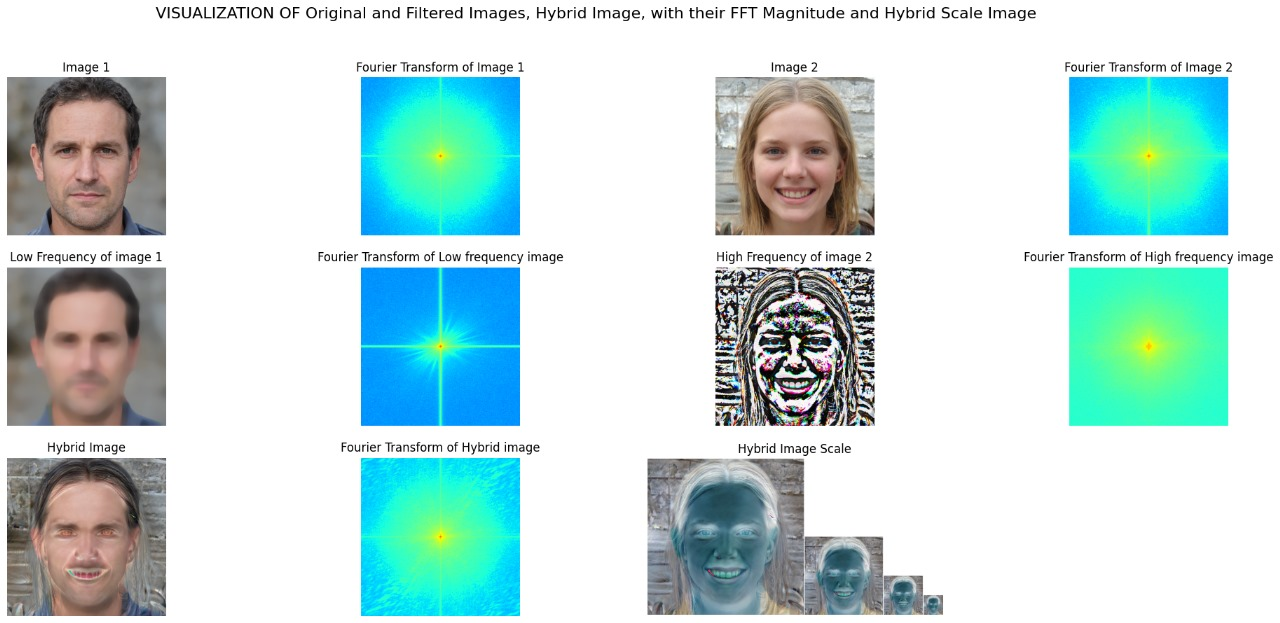 VISUALIZATION OF Original and Filtered Images, Hybrid Image, with their FFT Magnitude and Hybrid Scale Image
Image 1
Fourier Transform of Image 1
Image 2
Fourier Transform of Image 2
Low Frequency of image 1
Fourier Transform of Low frequency image
High Frequency of image 2
Fourier Transform of High frequency image
Hybrid Image
Fourier Transform of Hybrid image
Hybrid Image Scale